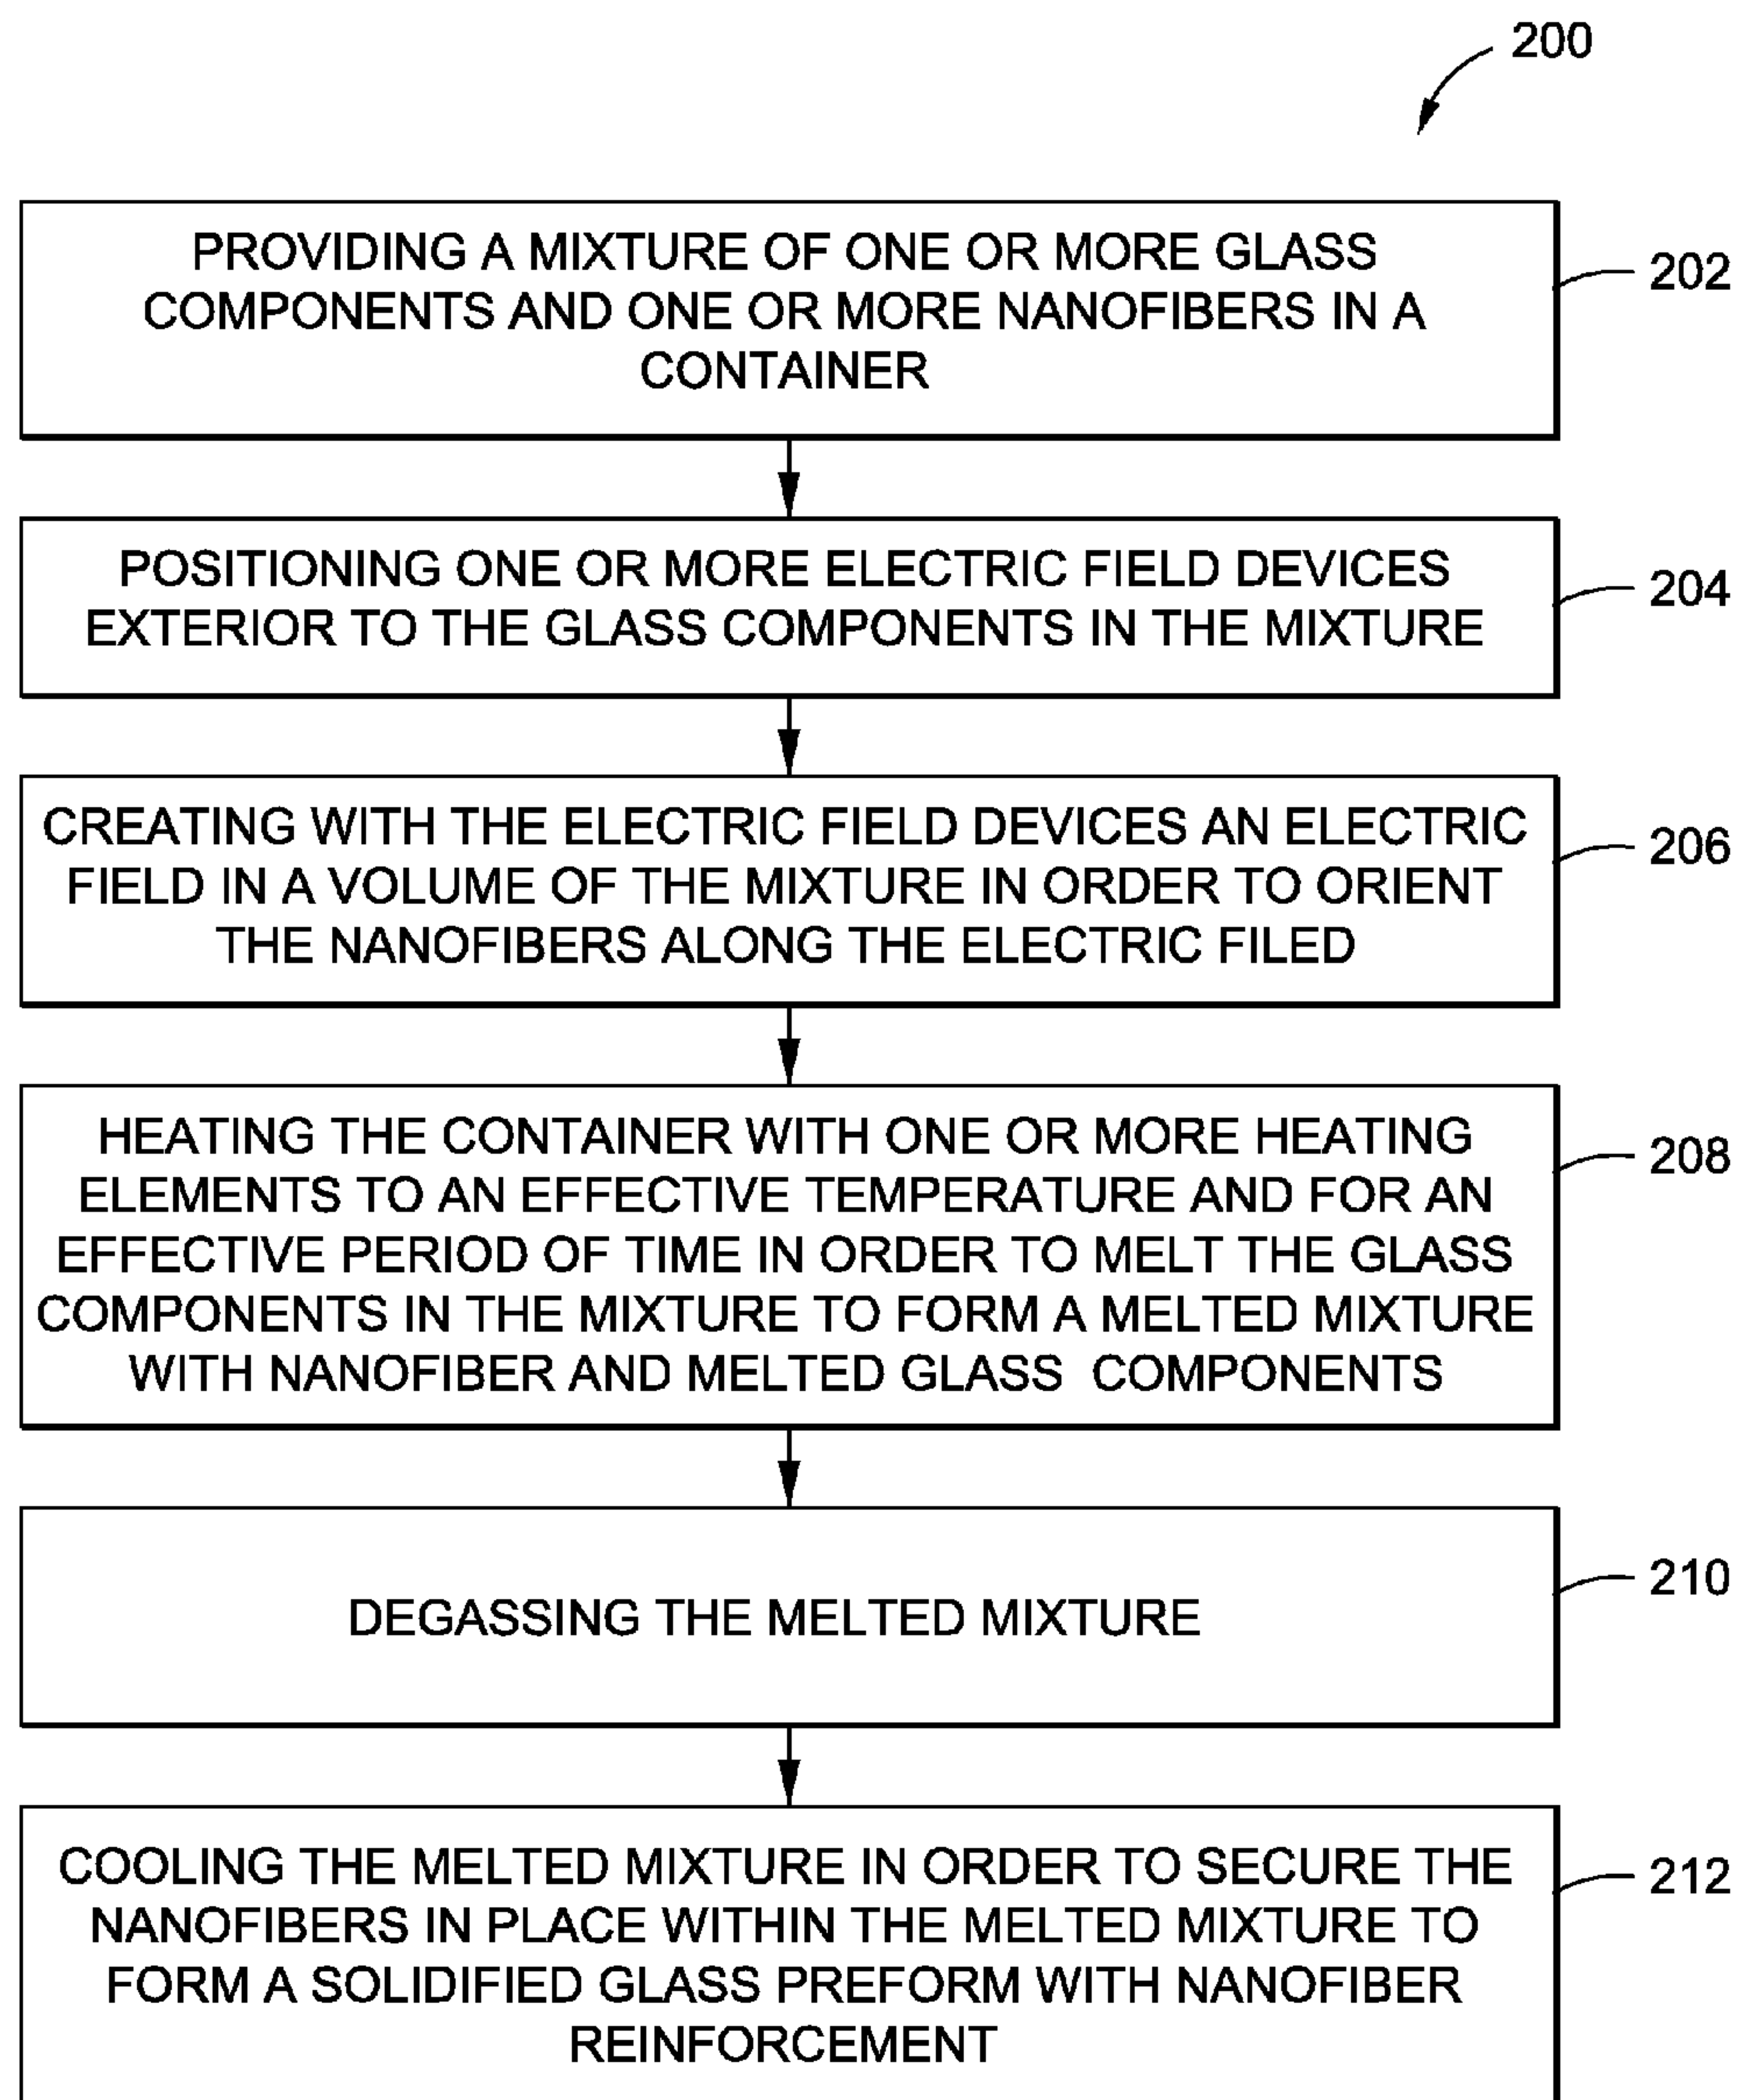 200
PROVIDING A MIXTURE OF ONE OR MORE GLASS
COMPONENTS AND ONE OR MORE NANOFIBERS IN A
CONTAINER
202
POSITIONING ONE OR MORE ELECTRIC FIELD DEVICES
EXTERIOR TO THE GLASS COMPONENTS IN THE MIXTURE
204
CREATING WITH THE ELECTRIC FIELD DEVICES AN ELECTRIC
FIELD IN A VOLUME OF THE MIXTURE IN ORDER TO ORIENT
THE NANOFIBERS ALONG THE ELECTRIC FILED
206
HEATING THE CONTAINER WITH ONE OR MORE HEATING
ELEMENTS TO AN EFFECTIVE TEMPERATURE AND FOR AN
EFFECTIVE PERIOD OF TIME IN ORDER TO MELT THE GLASS
COMPONENTS IN THE MIXTURE TO FORM A MELTED MIXTURE
WITH NANOFIBER AND MELTED GLASS COMPONENTS
208
DEGASSING THE MELTED MIXTURE
210
COOLING THE MELTED MIXTURE IN ORDER TO SECURE THE
NANOFIBERS IN PLACE WITHIN THE MELTED MIXTURE TO
FORM A SOLIDIFIED GLASS PREFORM WITH NANOFIBER
REINFORCEMENT
212